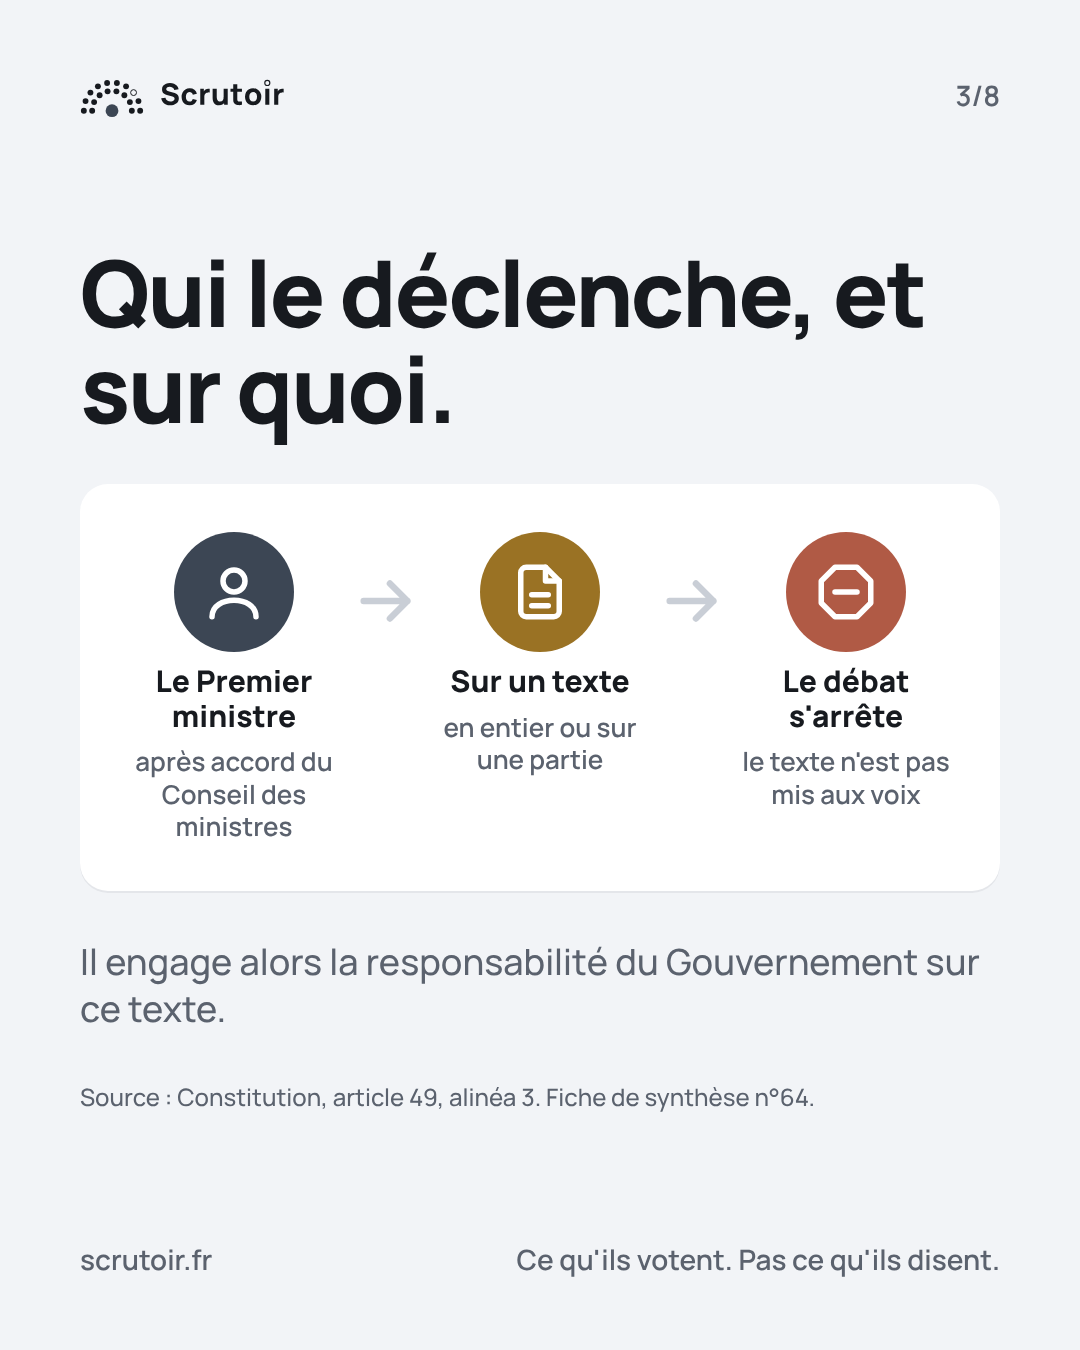 Scrutoir
3/8
Qui le déclenche, et
sur quoi.
Le Premier
ministre
après accord du
Conseil des
ministres
Sur un texte
en entier ou sur
une partie
Le débat
s'arrête
le texte n'est pas
mis aux voix
Il engage alors la responsabilité du Gouvernement sur
ce texte.
Source : Constitution, article 49, alinéa 3. Fiche de synthèse n°64.
scrutoir.fr
Ce qu'ils votent. Pas ce qu'ils disent.